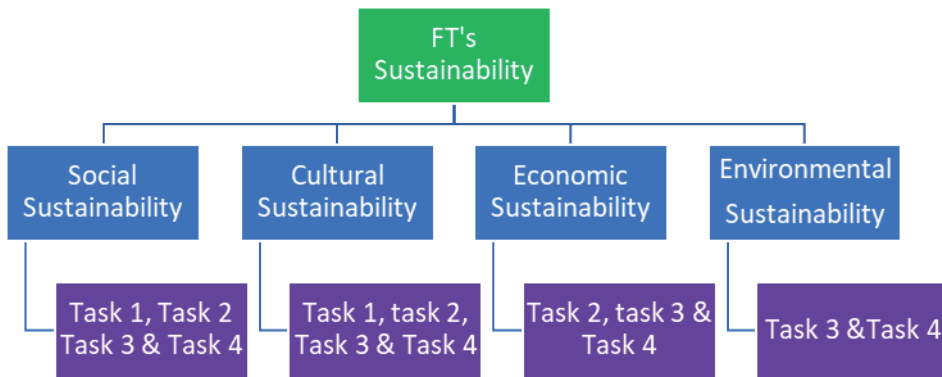 FT's
Sustainability
Social
Sustainability
Cultural
Sustainability
Economic
Sustainability
Environmental
Sustainability
Task 1, Task 2
Task 3 & Task 4
Task 1, task 2,
Task 3 & Task 4
Task 2, task 3 &
Task 4
Task 3 &Task 4